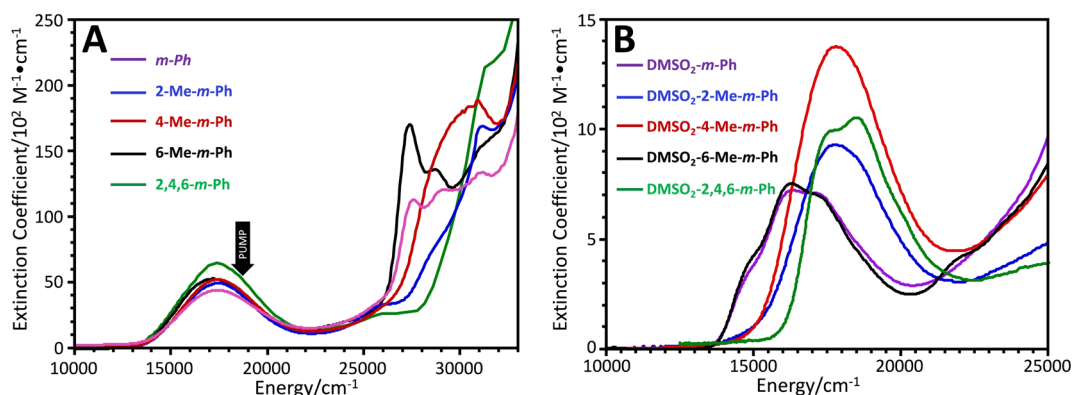 A
250
200
150
100
50
0
Extinction Coefficient/10² M⁻¹•cm⁻¹
m-Ph
2-Me-m-Ph
4-Me-m-Ph
6-Me-m-Ph
2,4,6-m-Ph
PUMP
10000 15000 20000 25000 30000
Energy/cm⁻¹
B
15
10
5
0
Extinction Coefficient/10² M⁻¹•cm⁻¹
DMSO₂-m-Ph
DMSO₂-2-Me-m-Ph
DMSO₂-4-Me-m-Ph
DMSO₂-6-Me-m-Ph
DMSO₂-2,4,6-m-Ph
10000 15000 20000 25000
Energy/cm⁻¹